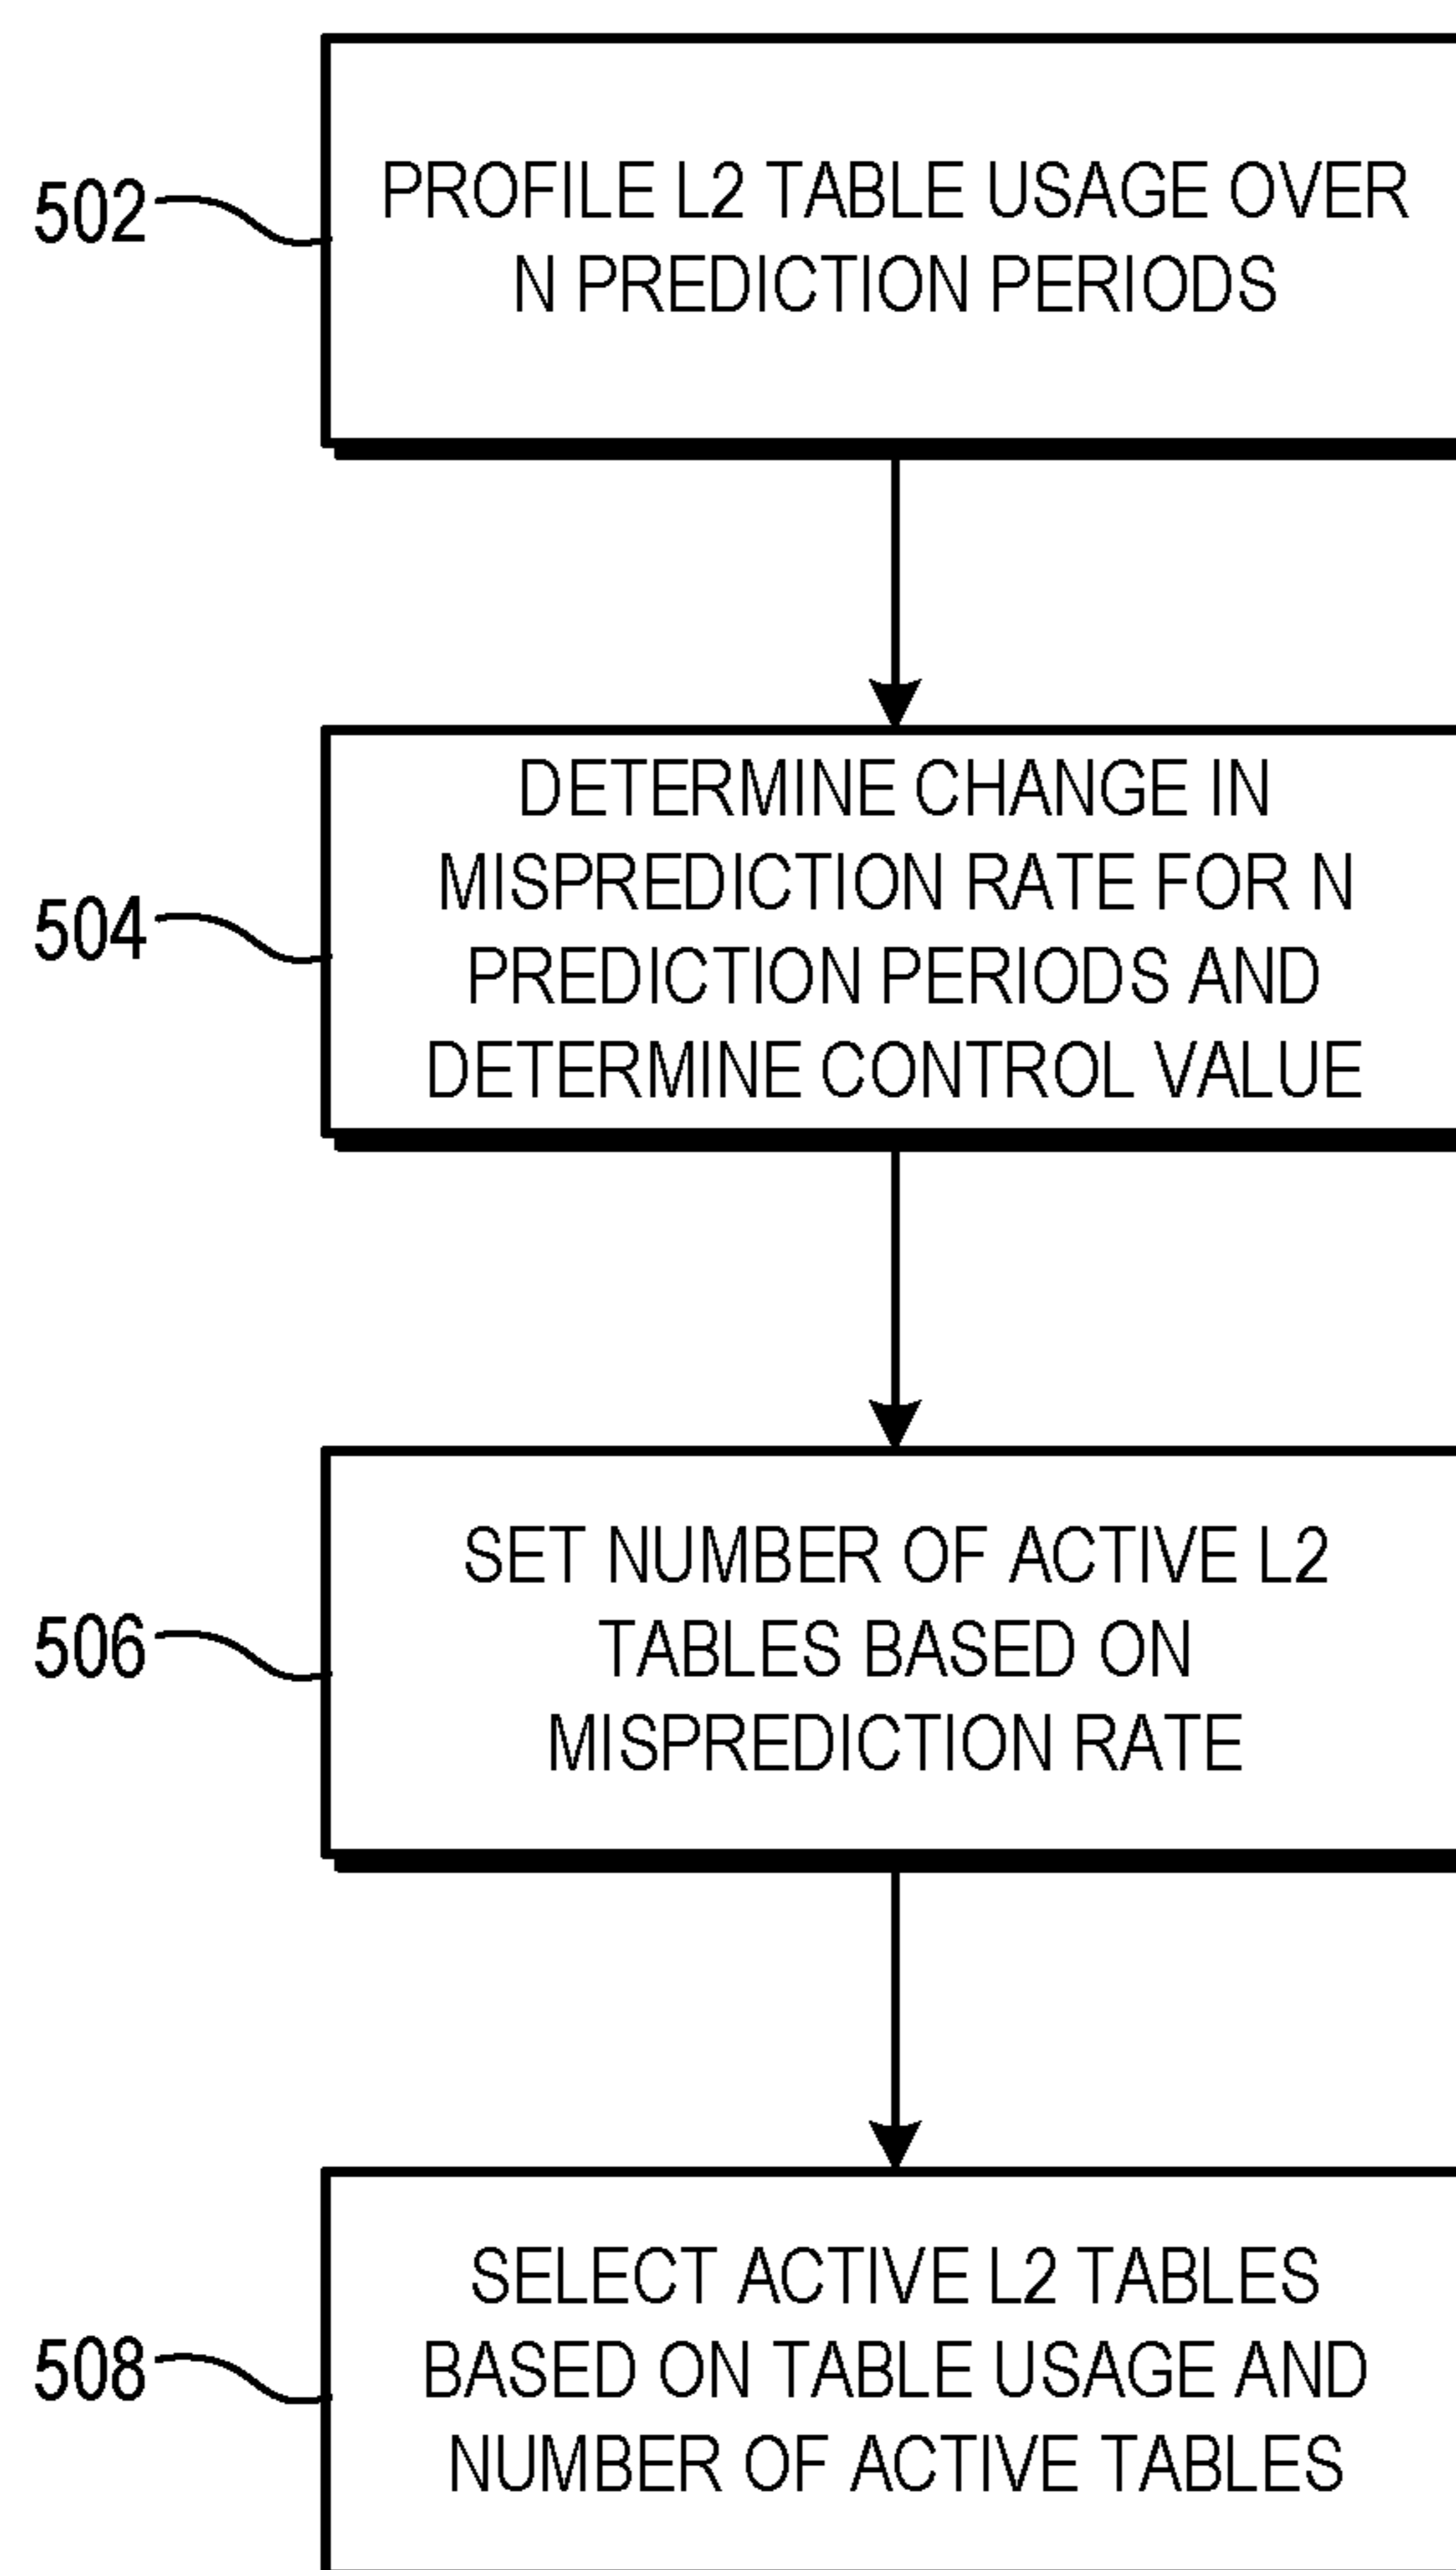 502
PROFILE L2 TABLE USAGE OVER
N PREDICTION PERIODS
504
DETERMINE CHANGE IN
MISPREDICTION RATE FOR N
PREDICTION PERIODS AND
DETERMINE CONTROL VALUE
506
SET NUMBER OF ACTIVE L2
TABLES BASED ON
MISPREDICTION RATE
508
SELECT ACTIVE L2 TABLES
BASED ON TABLE USAGE AND
NUMBER OF ACTIVE TABLES